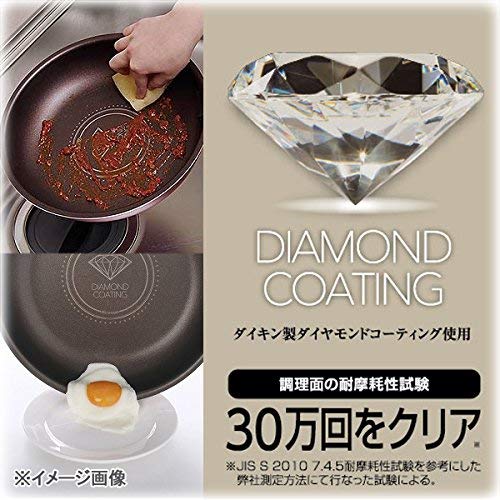 DIAMOND
COATING
DIAMOND
COATING
ダイキン製ダイヤモンドコーティング使用
調理面の耐摩耗性試験
30万回をクリア※
※JIS S 2010 7.4.5耐摩耗性試験を参考にした
弊社測定方法にて行なった試験による。
※イメージ画像